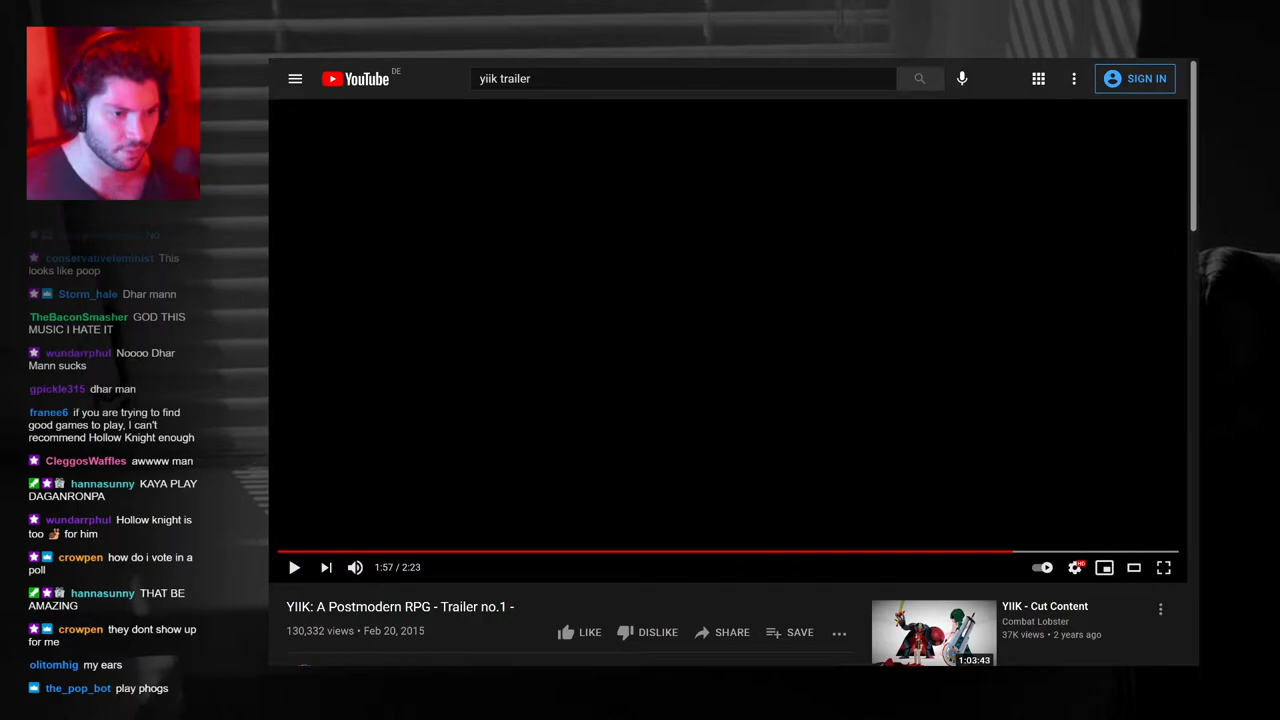 YouTube DE
yiik trailer
SIGN IN
No
conservativefeminist This
looks like poop
Storm_hale Dhar mann
TheBaconSmasher GOD THIS
MUSIC I HATE IT
wundarrphul Noooo Dhar
Mann sucks
gpickle315 dhar man
franee6 if you are trying to find
good games to play, I can't
recommend Hollow Knight enough
CleggosWaffles awwww man
hannasunny KAYA PLAY
DAGANRONPA
wundarrphul Hollow knight is
too for him
crowpen how do i vote in a
poll
hannasunny THAT BE
AMAZING
crowpen they dont show up
for me
olitomhig my ears
the_pop_bot play phogs
1:57 / 2:23
HD
YIIK: A Postmodern RPG - Trailer no.1 -
130,332 views • Feb 20, 2015
LIKE
DISLIKE
SHARE
SAVE
YIIK - Cut Content
Combat Lobster
37K views • 2 years ago
1:03:43